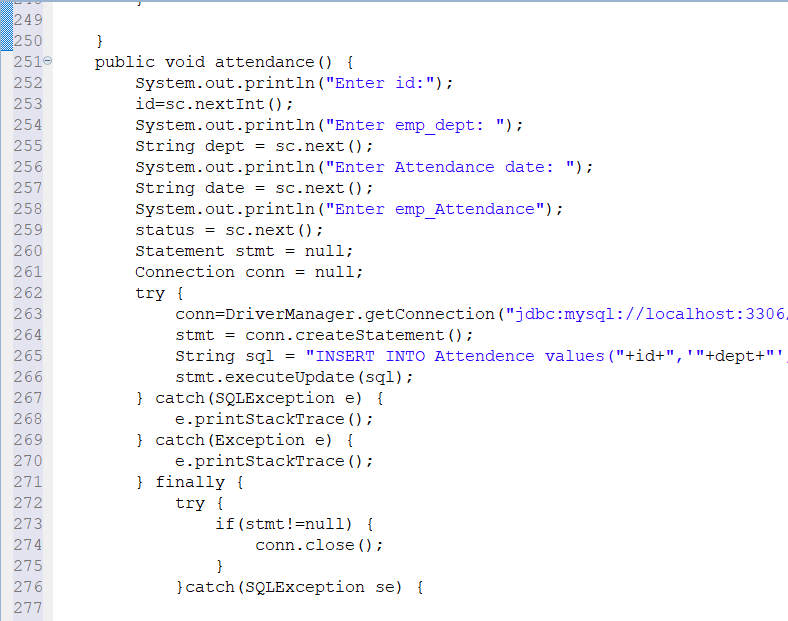 249
250 }
251 public void attendance() {
252 System.out.println("Enter id:");
253 id=sc.nextInt();
254 System.out.println("Enter emp_dept: ");
255 String dept = sc.next();
256 System.out.println("Enter Attendance date: ");
257 String date = sc.next();
258 System.out.println("Enter emp_Attendance");
259 status = sc.next();
260 Statement stmt = null;
261 Connection conn = null;
262 try {
263 conn=DriverManager.getConnection("jdbc:mysql://localhost:3306/
264 stmt = conn.createStatement();
265 String sql = "INSERT INTO Attendence values("+id+",'"+dept+"',
266 stmt.executeUpdate(sql);
267 } catch(SQLException e) {
268 e.printStackTrace();
269 } catch(Exception e) {
270 e.printStackTrace();
271 } finally {
272 try {
273 if(stmt!=null) {
274 conn.close();
275 }
276 }catch(SQLException se) {
277